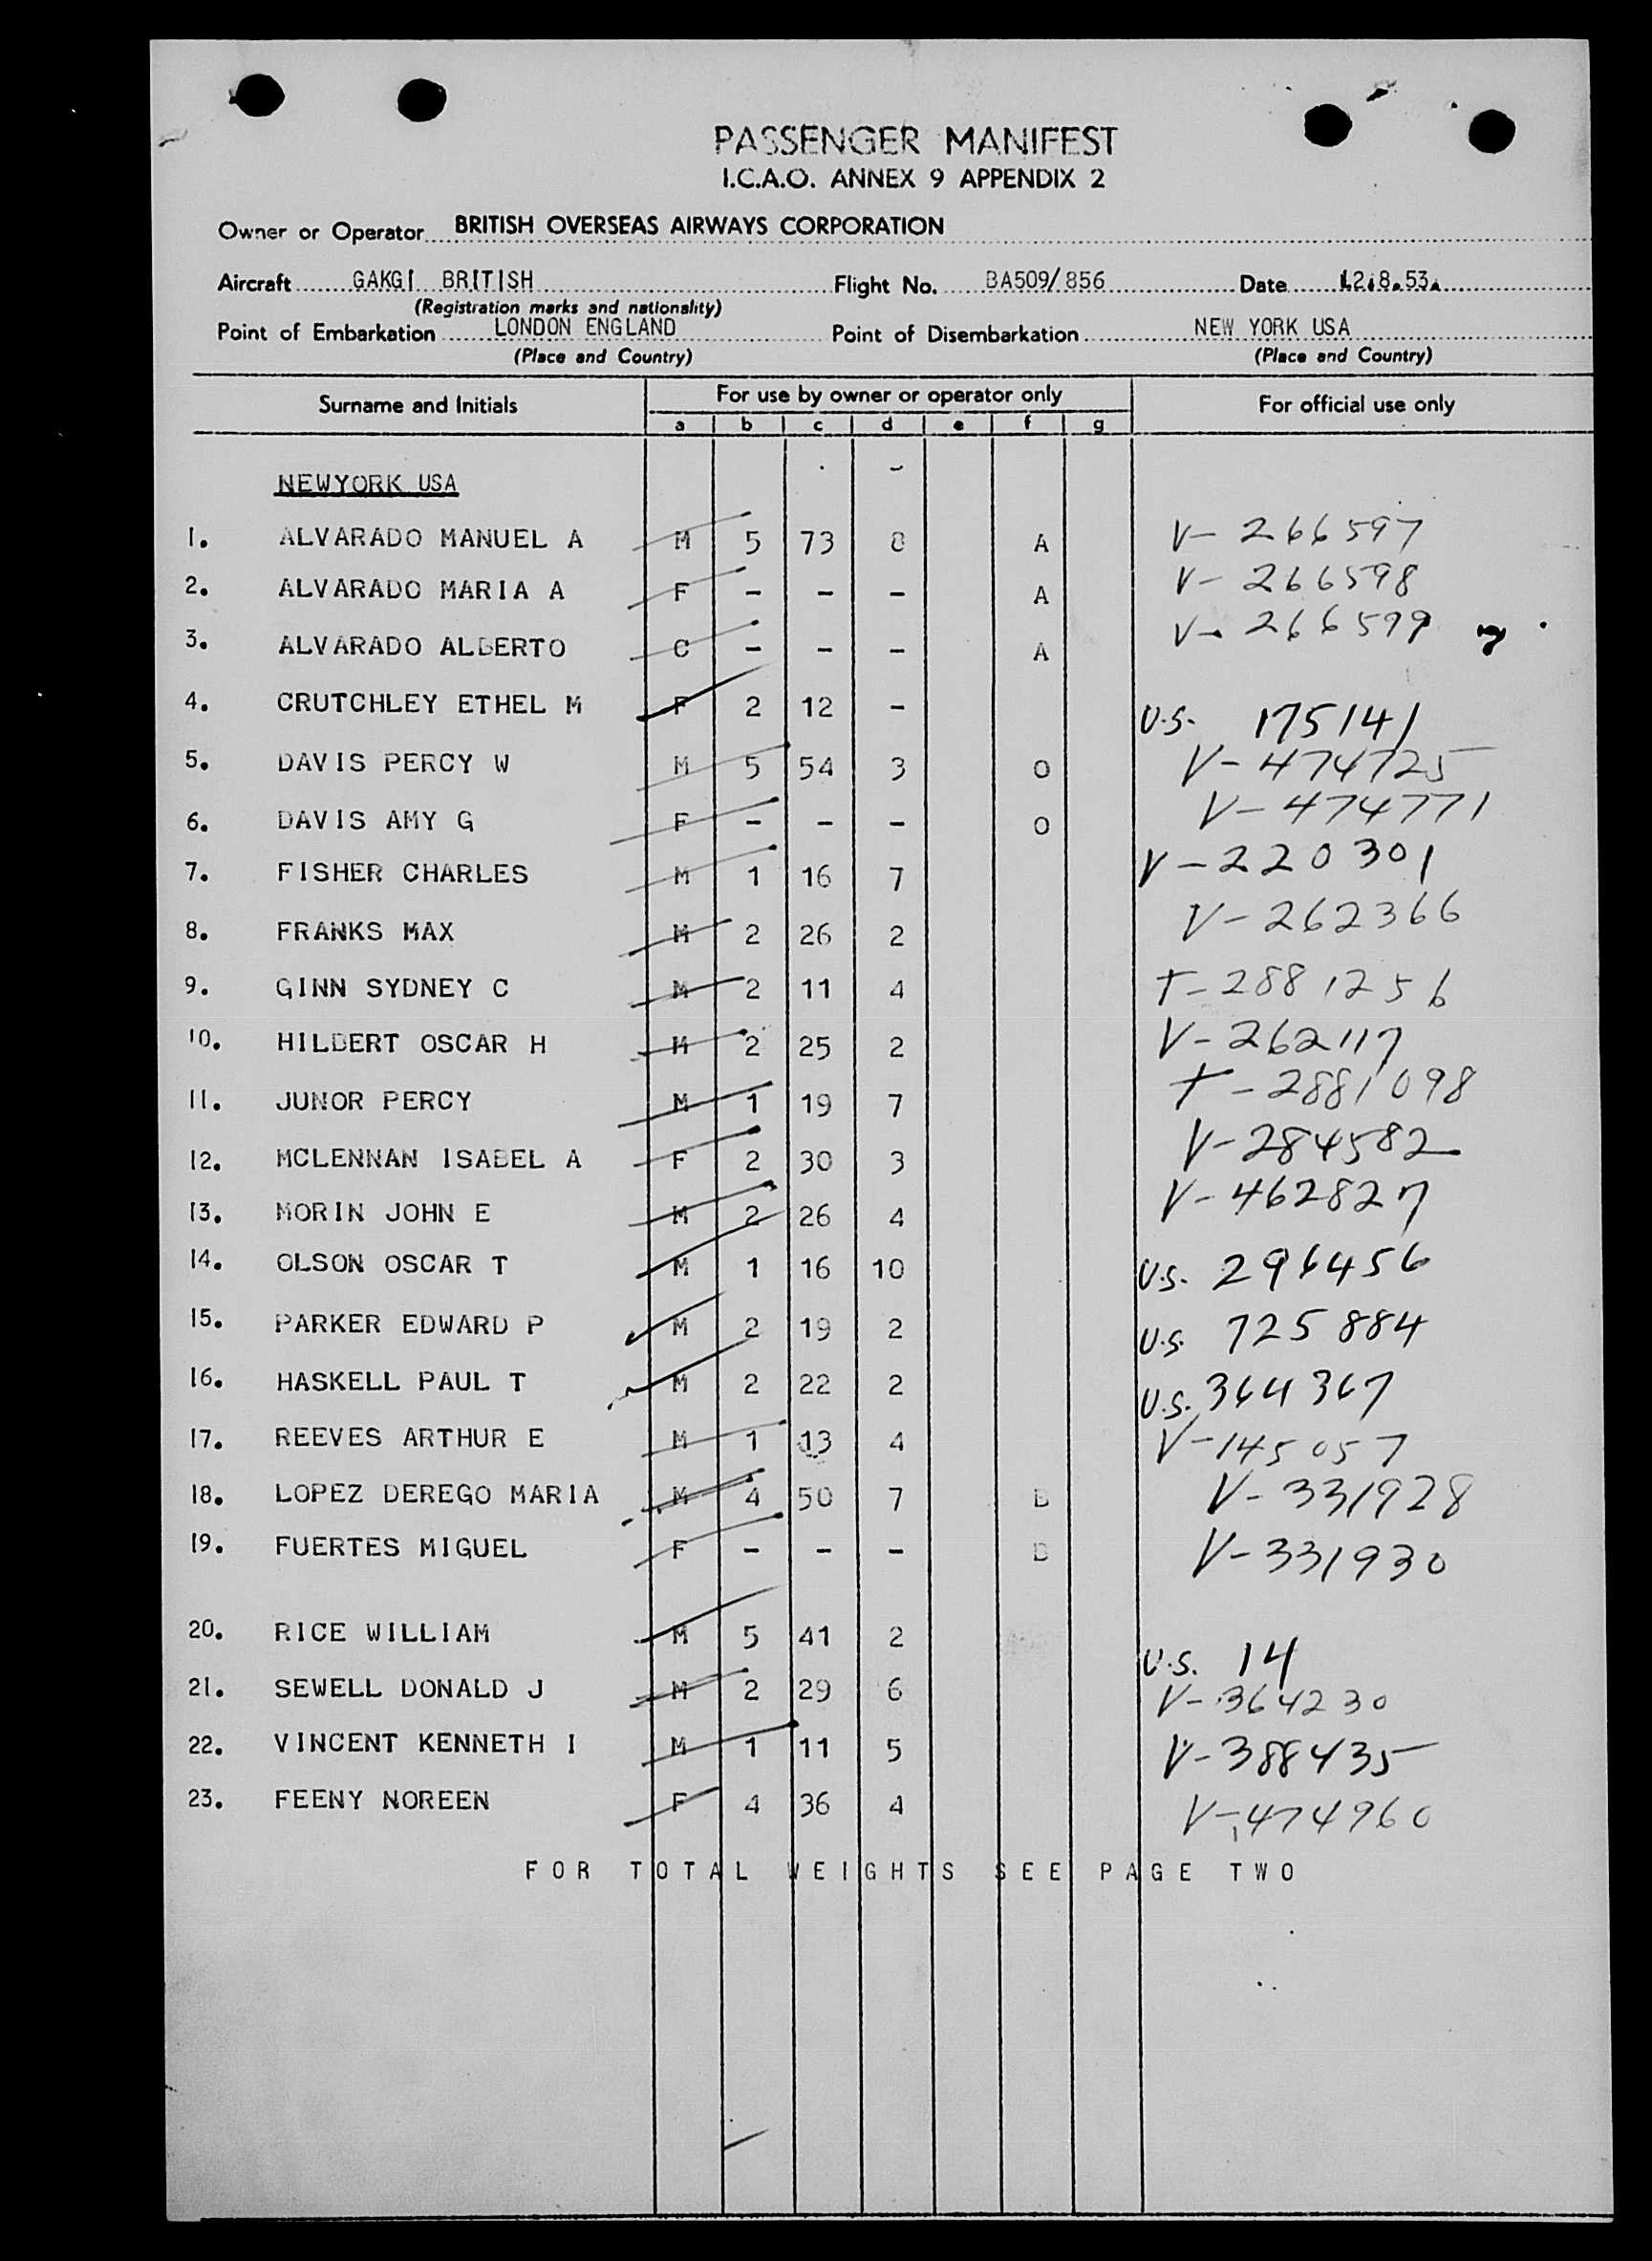 PASSENGER MANIFEST
I.C.A.O. ANNEX 9 APPENDIX 2
Owner or Operator BRITISH OVERSEAS AIRWAYS CORPORATION
Aircraft GAKGI BRITISH Flight No. BA509/856 Date 12.8.53.
(Registration marks and nationality)
Point of Embarkation LONDON ENGLAND Point of Disembarkation NEW YORK USA
(Place and Country) (Place and Country)
Surname and Initials For use by owner or operator only For official use only
a b c d e f g
NEWYORK USA
1. ALVARADO MANUEL A M 5 73 8 A V- 266597
2. ALVARADO MARIA A F - - - A V- 266598
3. ALVARADO ALBERTO C - - - A V- 266599
4. CRUTCHLEY ETHEL M F 2 12 - U.S. 175141
5. DAVIS PERCY W M 5 54 3 O V-474725
6. DAVIS AMY G F - - - O V-474771
7. FISHER CHARLES M 1 16 7 V-220301
8. FRANKS MAX M 2 26 2 V-262366
9. GINN SYDNEY C M 2 11 4 T-2881256
10. HILBERT OSCAR H M 2 25 2 V-262117
11. JUNOR PERCY M 1 19 7 T-2881098
12. MCLENNAN ISABEL A F 2 30 3 V-284582
13. MORIN JOHN E M 2 26 4 V-462827
14. OLSON OSCAR T M 1 16 10 U.S. 296456
15. PARKER EDWARD P M 2 19 2 U.S. 725884
16. HASKELL PAUL T M 2 22 2 U.S. 364367
17. REEVES ARTHUR E M 1 13 4 V-145057
18. LOPEZ DEREGO MARIA M 4 50 7 B V-331928
19. FUERTES MIGUEL F - - - B V-331930
20. RICE WILLIAM M 5 41 2 U.S. 14
21. SEWELL DONALD J M 2 29 6 V-364230
22. VINCENT KENNETH I M 1 11 5 V-388435
23. FEENY NOREEN F 4 36 4 V-474960
FOR TOTAL WEIGHTS SEE PAGE TWO